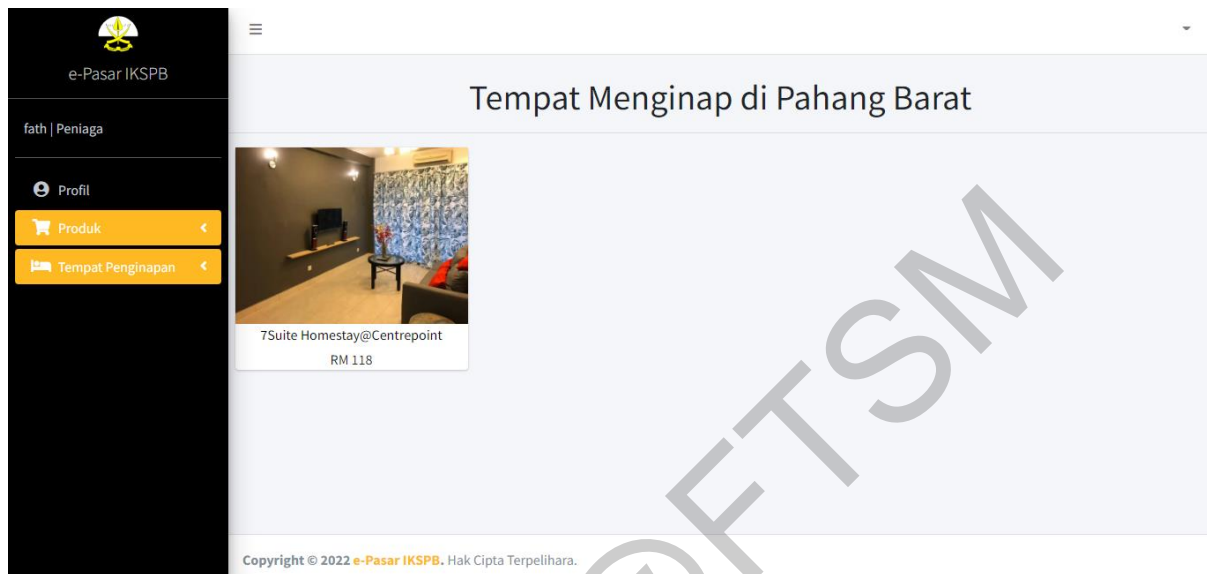 e-Pasar IKSPB
fath | Peniaga
Profil
Produk
Tempat Penginapan
Tempat Menginap di Pahang Barat
7Suite Homestay@Centrepoint
RM 118
Copyright © 2022 e-Pasar IKSPB. Hak Cipta Terpelihara.
@FTSM